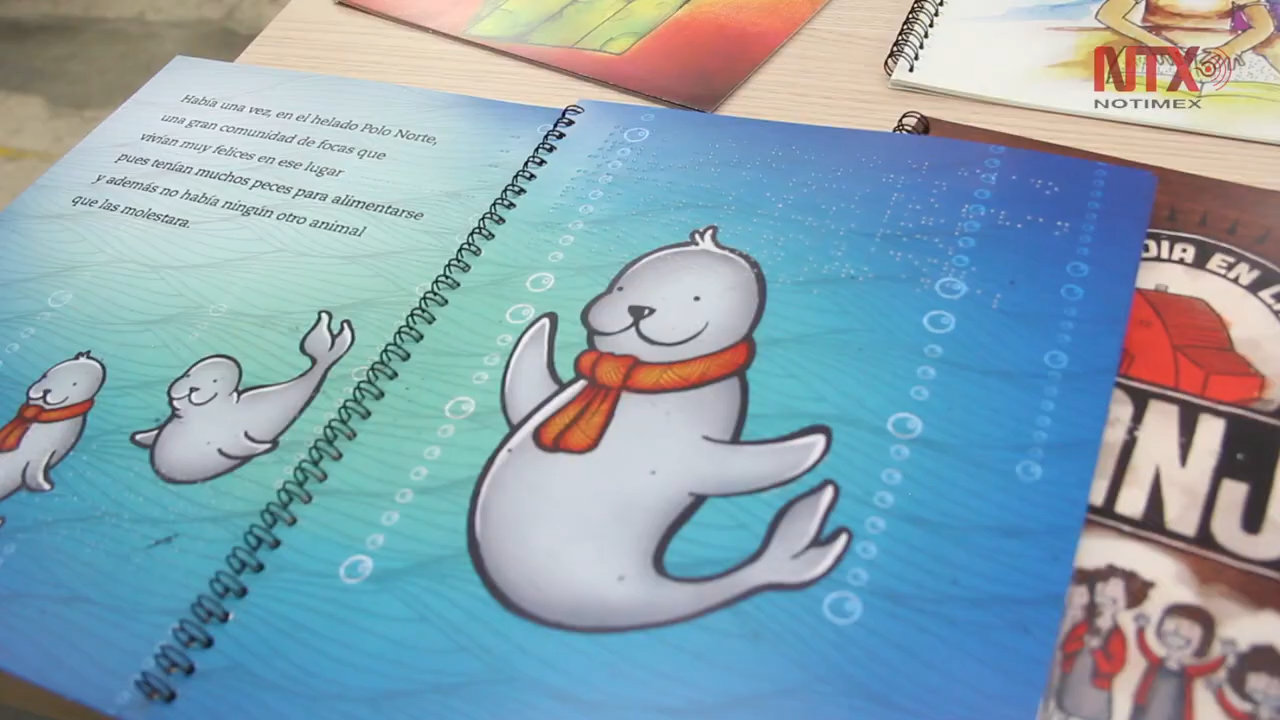 Había una vez, en el helado Polo Norte,
una gran comunidad de focas que
vivían muy felices en ese lugar
pues tenían muchos peces para alimentarse
y además no había ningún otro animal
que las molestara.
NTX
NOTIMEX
DIA EN L
NJ